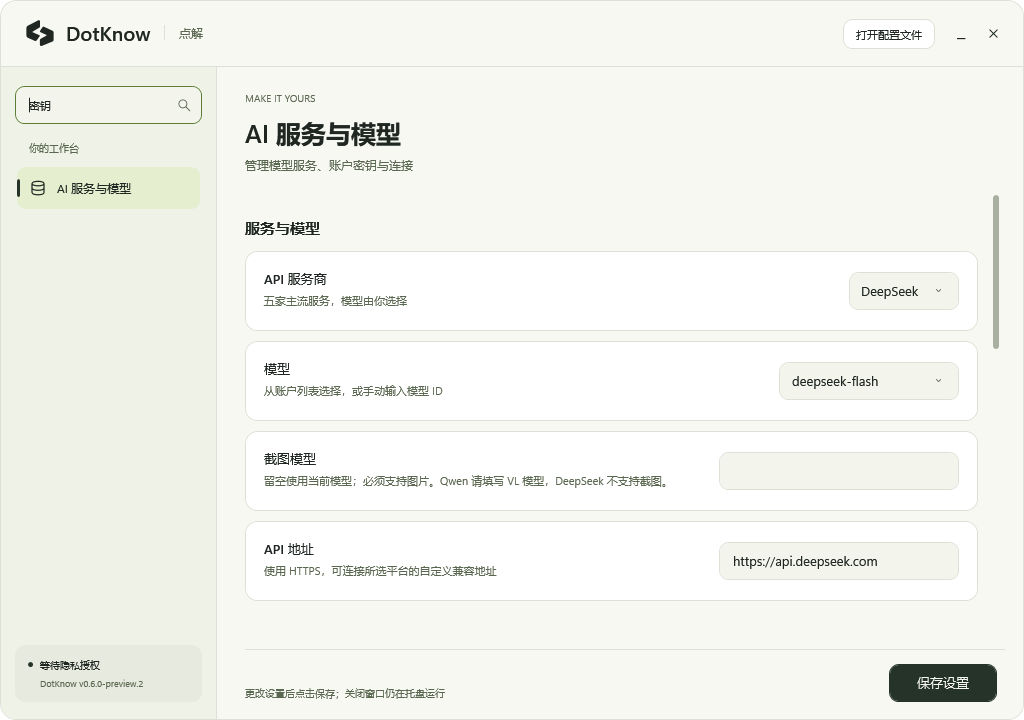 DotKnow 点解
打开配置文件
密钥
你的工作台
AI 服务与模型
MAKE IT YOURS
AI 服务与模型
管理模型服务、账户密钥与连接
服务与模型
API 服务商
五家主流服务，模型由你选择
DeepSeek
模型
从账户列表选择，或手动输入模型 ID
deepseek-flash
截图模型
留空使用当前模型；必须支持图片。Qwen 请填写 VL 模型，DeepSeek 不支持截图。
API 地址
使用 HTTPS，可连接所选平台的自定义兼容地址
https://api.deepseek.com
等待隐私授权
DotKnow v0.6.0-preview.2
更改设置后点击保存；关闭窗口仍在托盘运行
保存设置